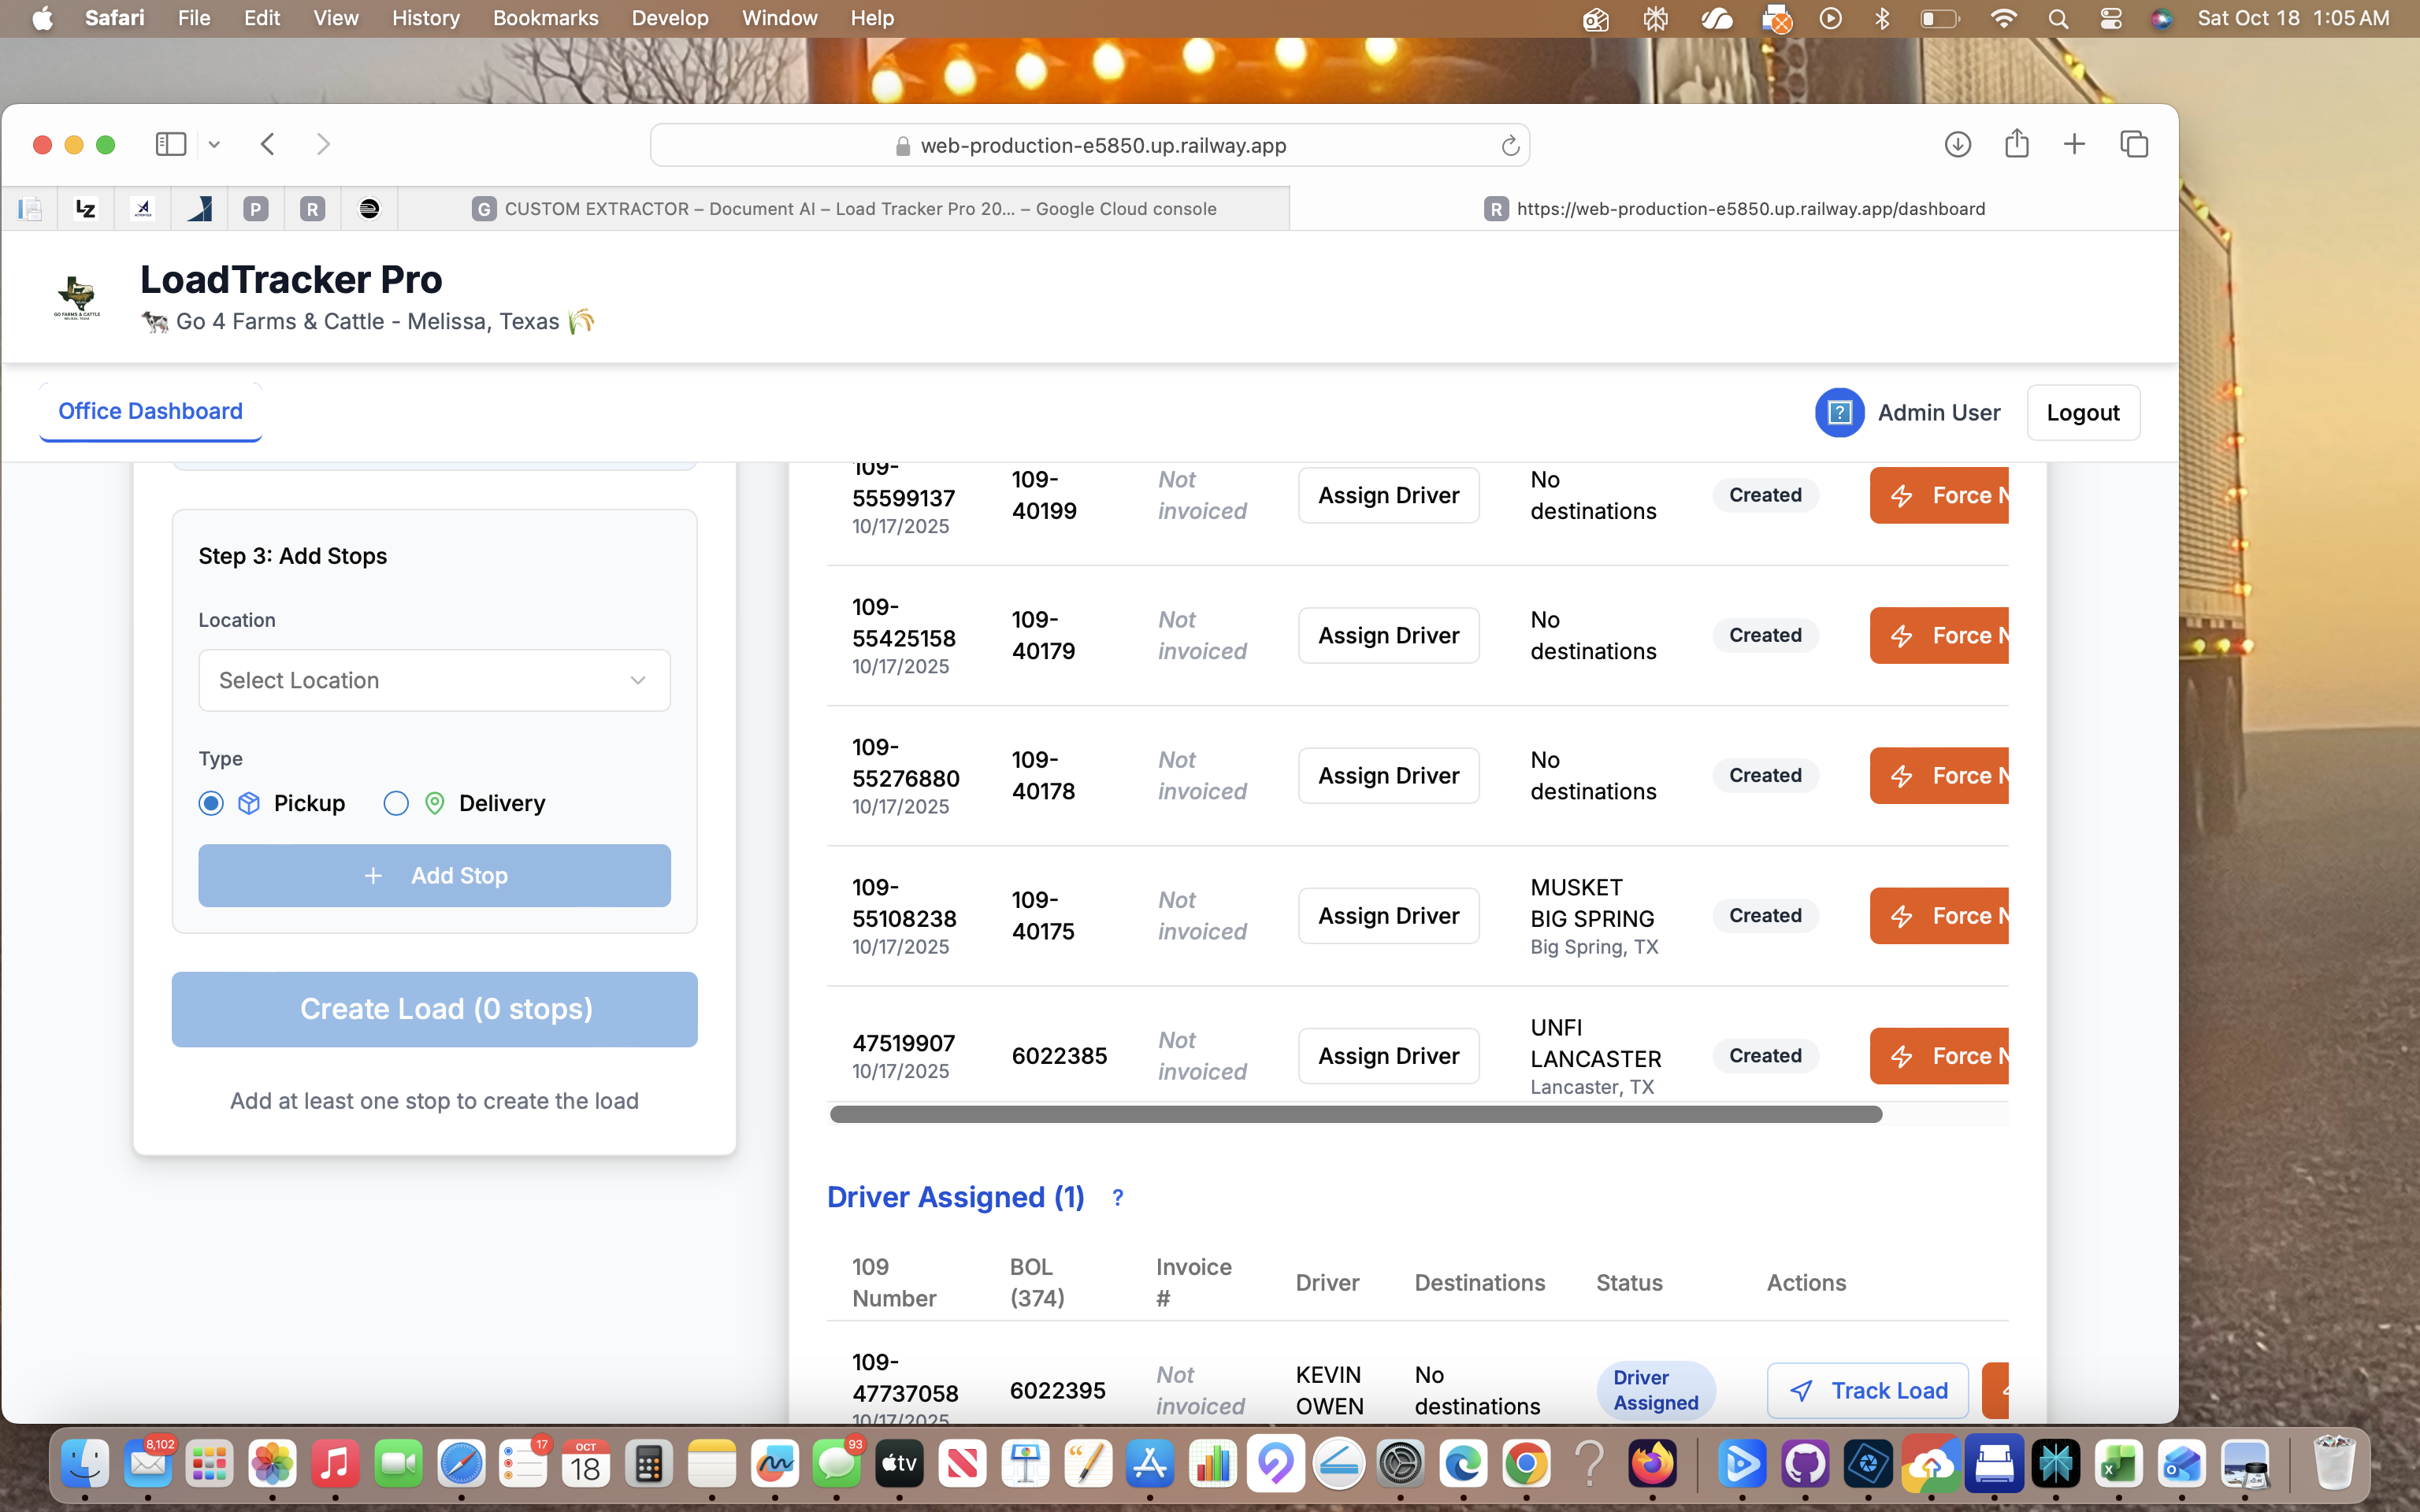 Safari File Edit View History Bookmarks Develop Window Help Sat Oct 18 1:05 AM
web-production-e5850.up.railway.app
LZ
P
R
G CUSTOM EXTRACTOR – Document AI – Load Tracker Pro 20... – Google Cloud console
R https://web-production-e5850.up.railway.app/dashboard
LoadTracker Pro
Go 4 Farms & Cattle - Melissa, Texas
GO FARMS & CATTLE
MELISSA, TEXAS
Office Dashboard
? Admin User
Logout
Step 3: Add Stops
Location
Select Location
Type
Pickup
Delivery
+ Add Stop
Create Load (0 stops)
Add at least one stop to create the load
109-
55599137
10/17/2025
109-
40199
Not
invoiced
Assign Driver
No
destinations
Created
Force N
109-
55425158
10/17/2025
109-
40179
Not
invoiced
Assign Driver
No
destinations
Created
Force N
109-
55276880
10/17/2025
109-
40178
Not
invoiced
Assign Driver
No
destinations
Created
Force N
109-
55108238
10/17/2025
109-
40175
Not
invoiced
Assign Driver
MUSKET
BIG SPRING
Big Spring, TX
Created
Force N
47519907
10/17/2025
6022385
Not
invoiced
Assign Driver
UNFI
LANCASTER
Lancaster, TX
Created
Force N
Driver Assigned (1) ?
109
Number
BOL
(374)
Invoice
#
Driver
Destinations
Status
Actions
109-
47737058
10/17/2025
6022395
Not
invoiced
KEVIN
OWEN
No
destinations
Driver
Assigned
Track Load
8,102
17
OCT
18
93
tv